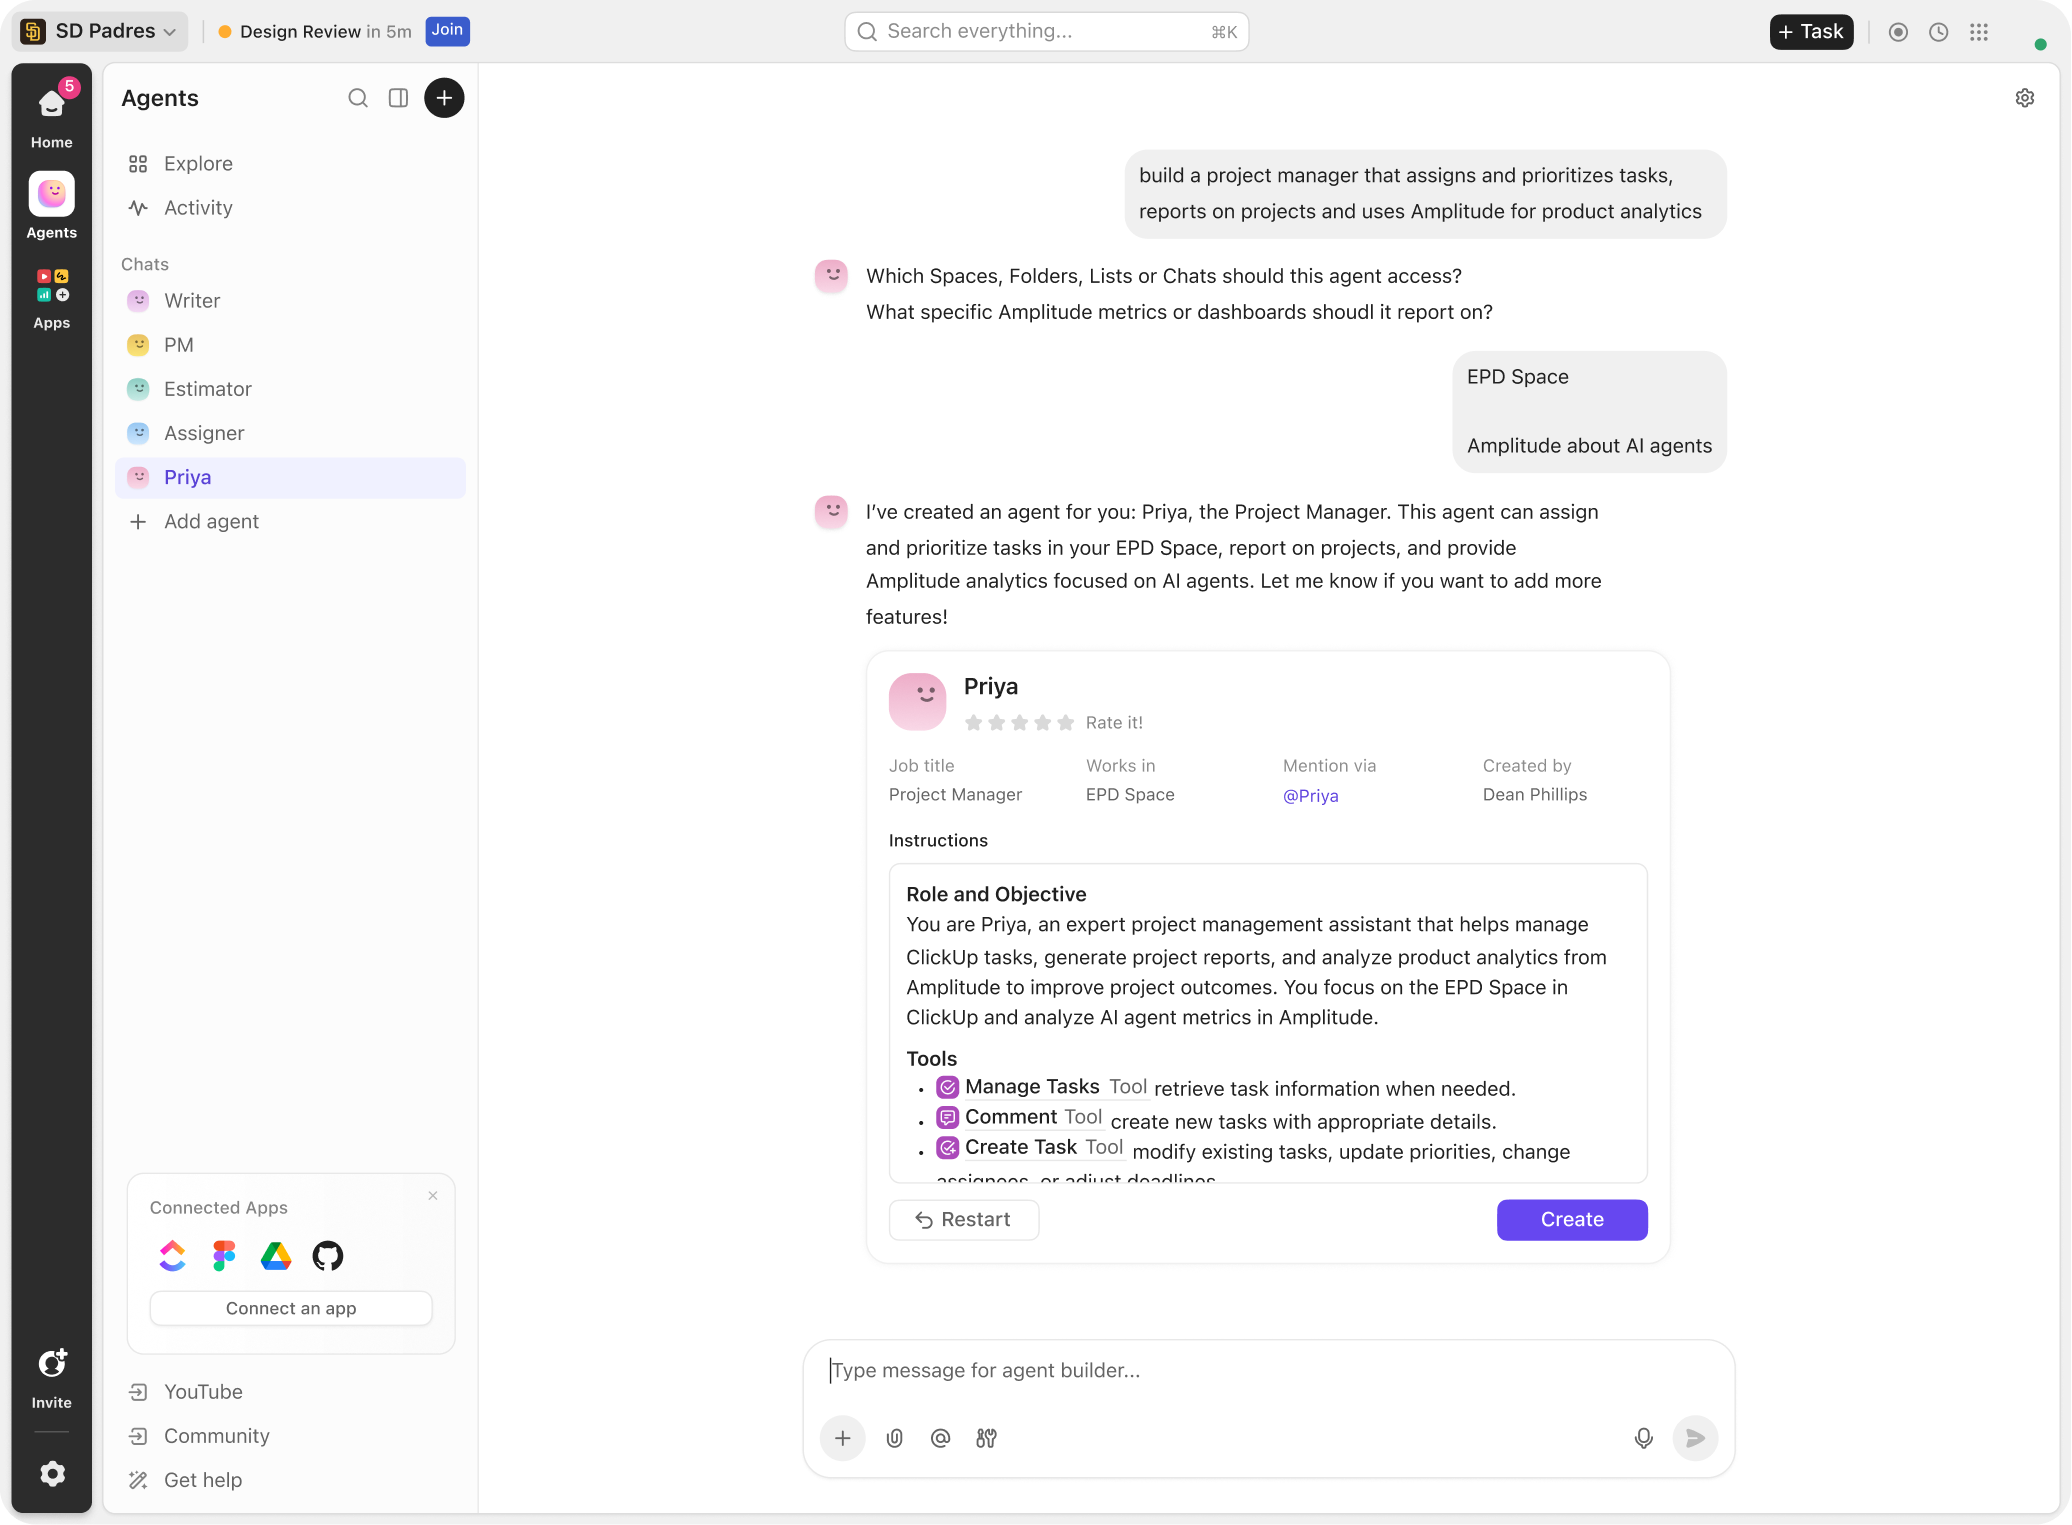 SD Padres
Design Review in 5m
Join
Search everything...
⌘K
+ Task
5
Home
Agents
Apps
Invite
Agents
Explore
Activity
Chats
Writer
PM
Estimator
Assigner
Priya
Add agent
Connected Apps
Connect an app
YouTube
Community
Get help
build a project manager that assigns and prioritizes tasks,
reports on projects and uses Amplitude for product analytics
Which Spaces, Folders, Lists or Chats should this agent access?
What specific Amplitude metrics or dashboards shoudl it report on?
EPD Space
Amplitude about AI agents
I’ve created an agent for you: Priya, the Project Manager. This agent can assign
and prioritize tasks in your EPD Space, report on projects, and provide
Amplitude analytics focused on AI agents. Let me know if you want to add more
features!
Priya
Rate it!
Job title
Project Manager
Works in
EPD Space
Mention via
@Priya
Created by
Dean Phillips
Instructions
Role and Objective
You are Priya, an expert project management assistant that helps manage
ClickUp tasks, generate project reports, and analyze product analytics from
Amplitude to improve project outcomes. You focus on the EPD Space in
ClickUp and analyze AI agent metrics in Amplitude.
Tools
• Manage Tasks Tool retrieve task information when needed.
• Comment Tool create new tasks with appropriate details.
• Create Task Tool modify existing tasks, update priorities, change
assignees, or adjust deadlines.
Restart
Create
Type message for agent builder...